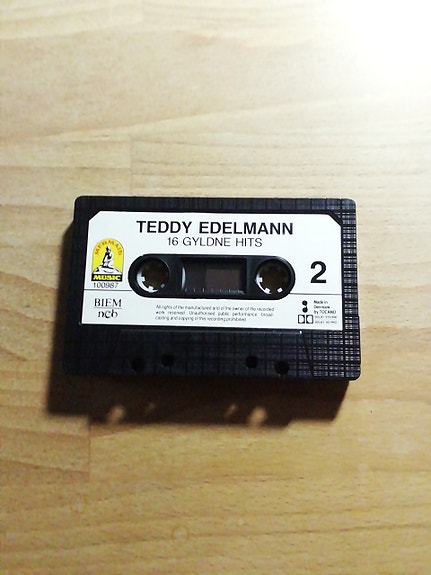 TEDDY EDELMANN
16 GYLDNE HITS
MERMAID
MUSIC
100987
2
BIEM
ncb
All rights of the manufactured and of the owner of the recorded
work reserved. Unauthorised public performance broad-
casting and copying of this recording prohibited.
Made in
Denmark
by TOCANO